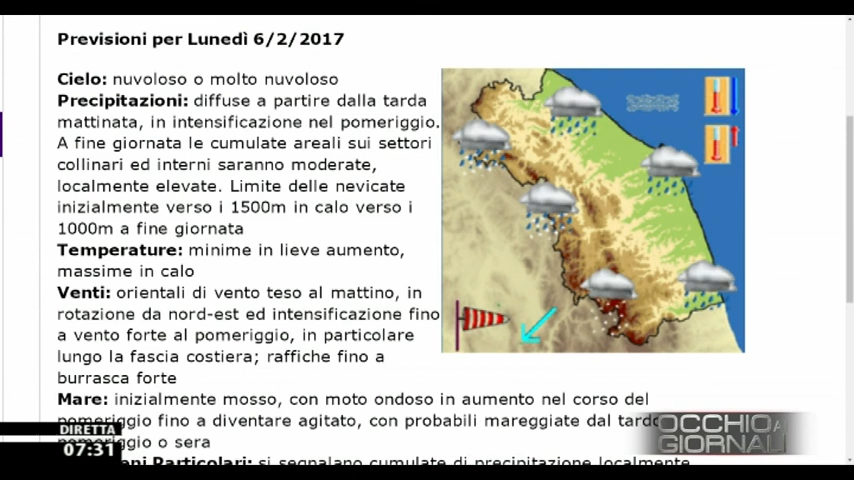 Previsioni per Lunedì 6/2/2017
Cielo: nuvoloso o molto nuvoloso
Precipitazioni: diffuse a partire dalla tarda
mattinata, in intensificazione nel pomeriggio.
A fine giornata le cumulate areali sui settori
collinari ed interni saranno moderate,
localmente elevate. Limite delle nevicate
inizialmente verso i 1500m in calo verso i
1000m a fine giornata
Temperature: minime in lieve aumento,
massime in calo
Venti: orientali di vento teso al mattino, in
rotazione da nord-est ed intensificazione fino
a vento forte al pomeriggio, in particolare
lungo la fascia costiera; raffiche fino a
burrasca forte
Mare: inizialmente mosso, con moto ondoso in aumento nel corso del
pomeriggio fino a diventare agitato, con probabili mareggiate dal tardo
pomeriggio o sera
Particolari: si segnalano cumulate di precipitazione localmente
DIRETTA
07:31
OCCHIO AI
GIORNALI